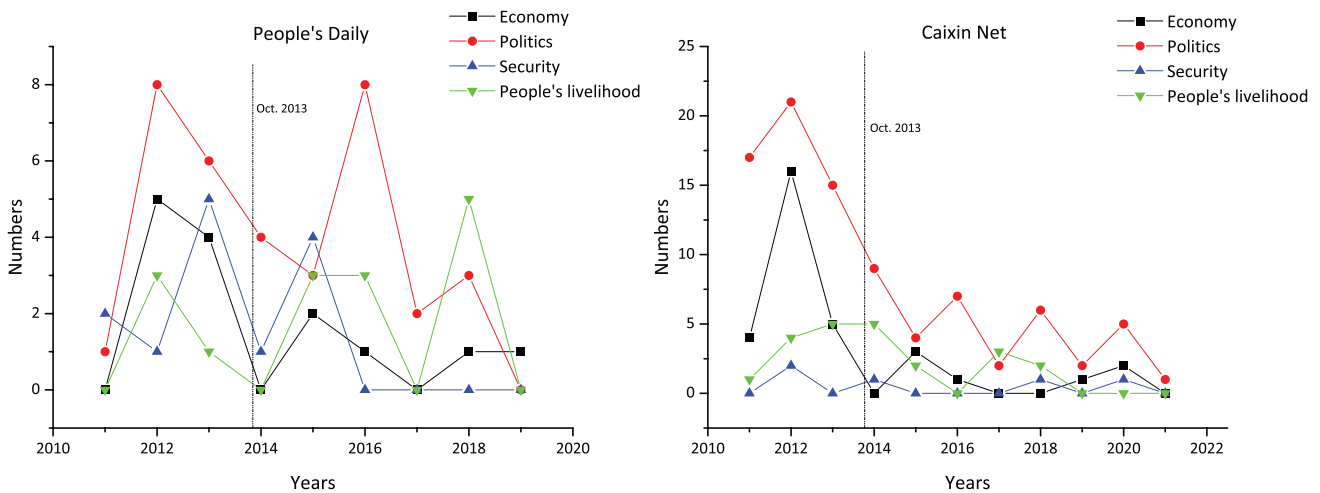 People's Daily
Economy
Politics
Security
People's livelihood
Oct. 2013
Numbers
8
6
4
2
0
2010
2012
2014
2016
2018
2020
Years
Caixin Net
Economy
Politics
Security
People's livelihood
Oct. 2013
Numbers
25
20
15
10
5
0
2010
2012
2014
2016
2018
2020
2022
Years